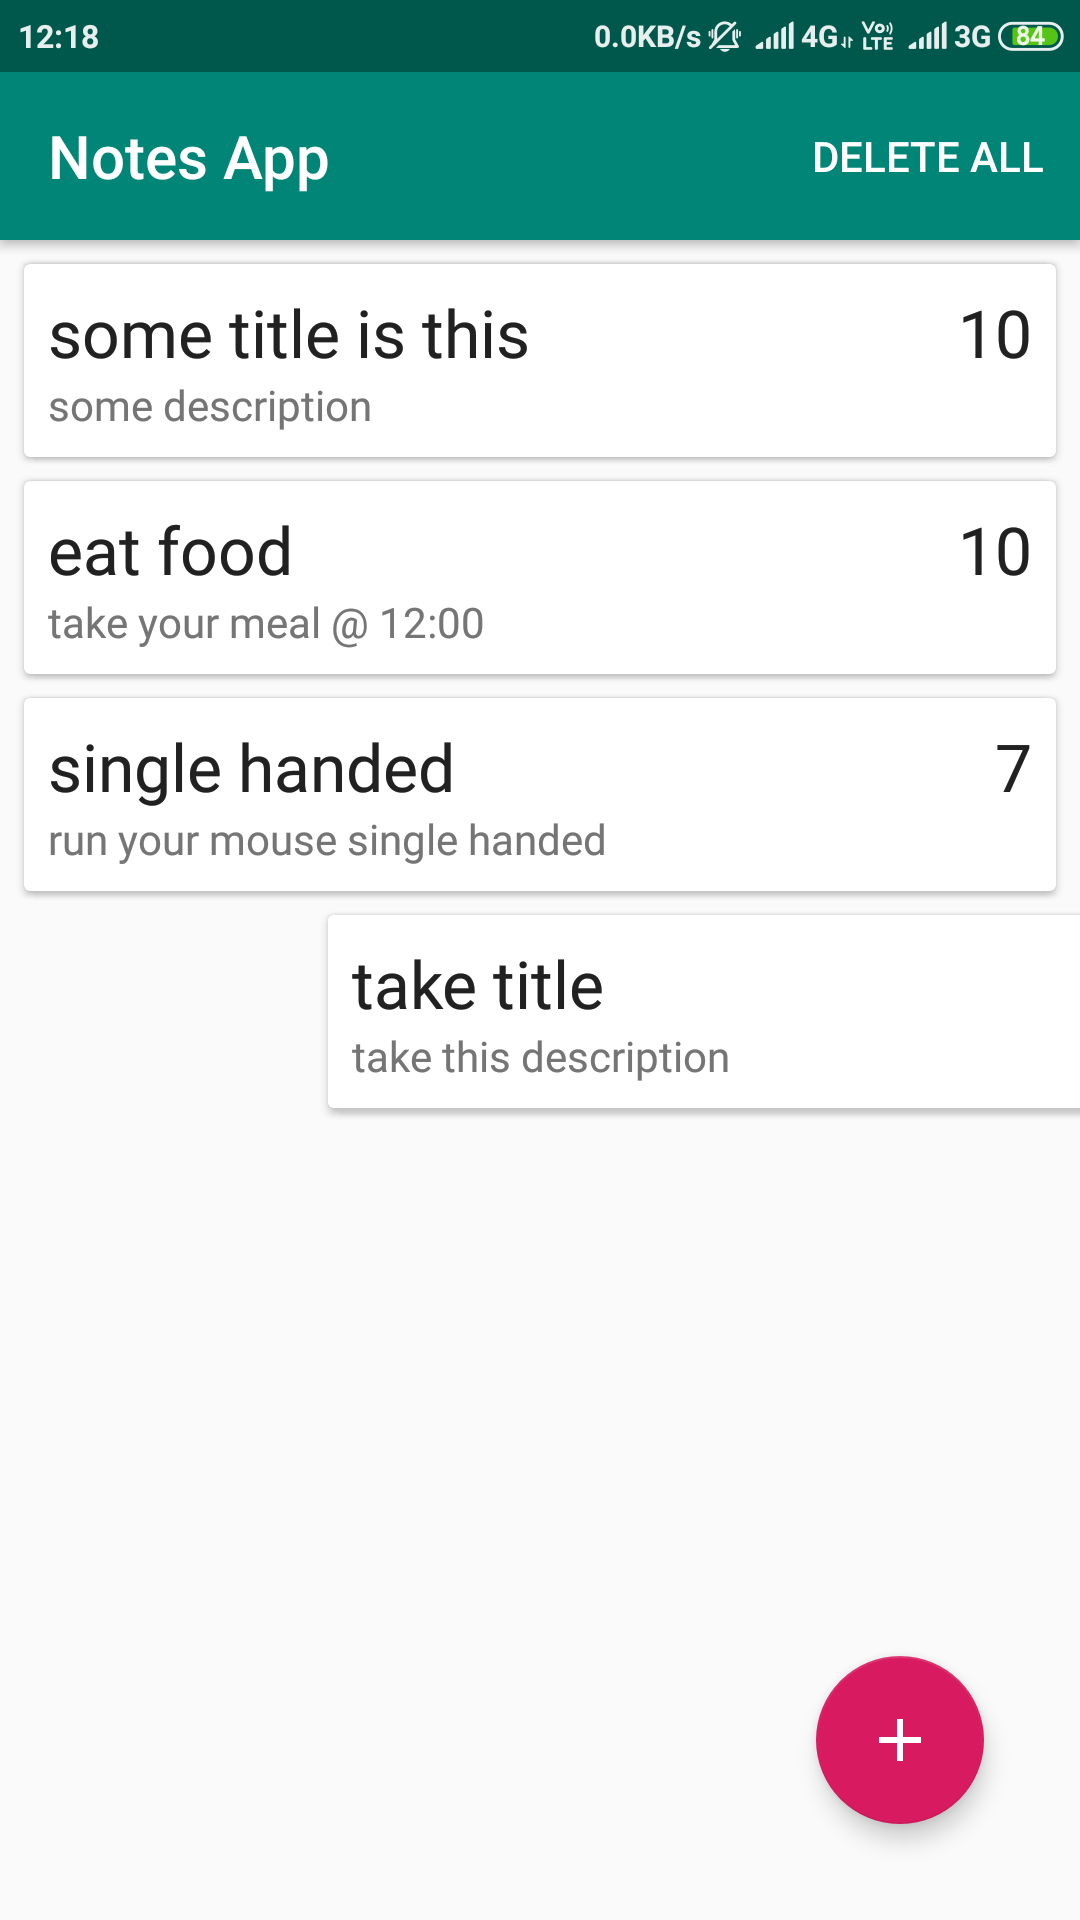 12:18 0.0KB/s 4G Vo LTE 3G 84
Notes App DELETE ALL
some title is this 10
some description
eat food 10
take your meal @ 12:00
single handed 7
run your mouse single handed
take title
take this description